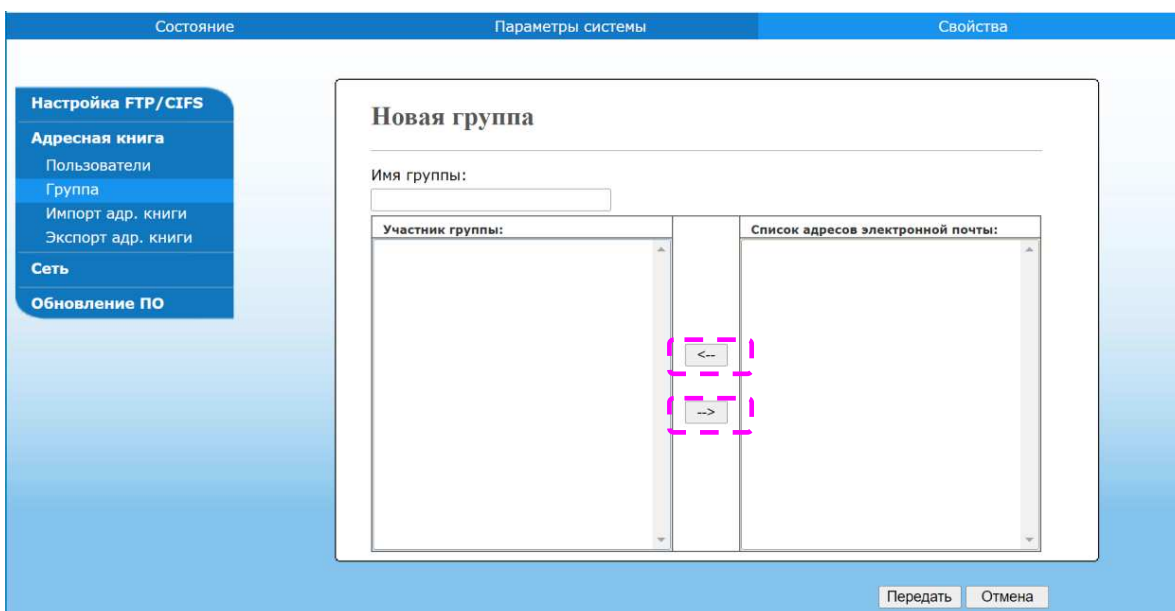 Состояние
Параметры системы
Свойства
Настройка FTP/CIFS
Адресная книга
Пользователи
Группа
Импорт адр. книги
Экспорт адр. книги
Сеть
Обновление ПО
Новая группа
Имя группы:
Участник группы:
Список адресов электронной почты:
<--
-->
Передать
Отмена